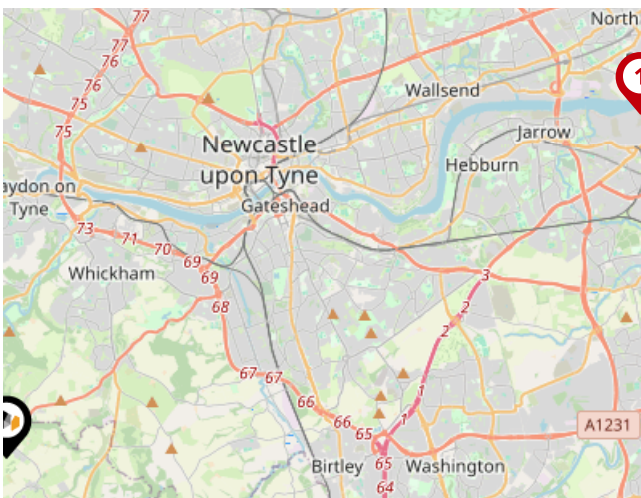 77
North
77
76
76
75
75
1
Wallsend
Jarrow
Newcastle
upon Tyne
Hebburn
aydon on
Tyne
Gateshead
73
71
70
69
69
68
Whickham
3
2
2
67
67
1
1
66
66
65
A1231
65
64
Birtley
Washington